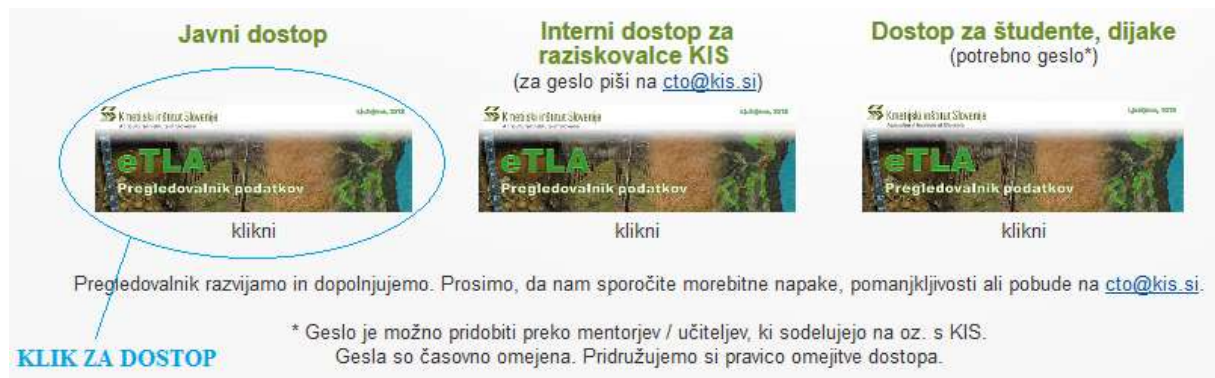 Javni dostop
Interni dostop za
raziskovalce KIS
(za geslo piši na cto@kis.si)
Dostop za študente, dijake
(potrebno geslo*)
Kmetijski inštitut Slovenije
Ljubljana,
eTLA
Pregledovalnik podatkov
klikni
Kmetijski inštitut Slovenije
Ljubljana,
eTLA
Pregledovalnik podatkov
klikni
Kmetijski inštitut Slovenije
Ljubljana,
eTLA
Pregledovalnik podatkov
klikni
Pregledovalnik razvijamo in dopolnjujemo. Prosimo, da nam sporočite morebitne napake, pomanjkljivosti ali pobude na cto@kis.si.
* Geslo je možno pridobiti preko mentorjev / učiteljev, ki sodelujejo na oz. s KIS.
Gesla so časovno omejena. Pridružujemo si pravico omejitve dostopa.
KLIK ZA DOSTOP